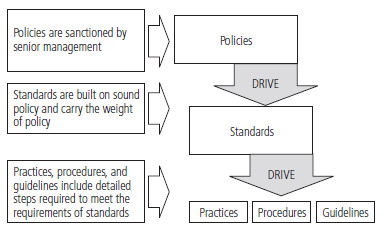 Policies are sanctioned by
senior management
Policies
DRIVE
Standards are built on sound
policy and carry the weight
of policy
Standards
DRIVE
Practices, procedures, and
guidelines include detailed
steps required to meet the
requirements of standards
Practices
Procedures
Guidelines